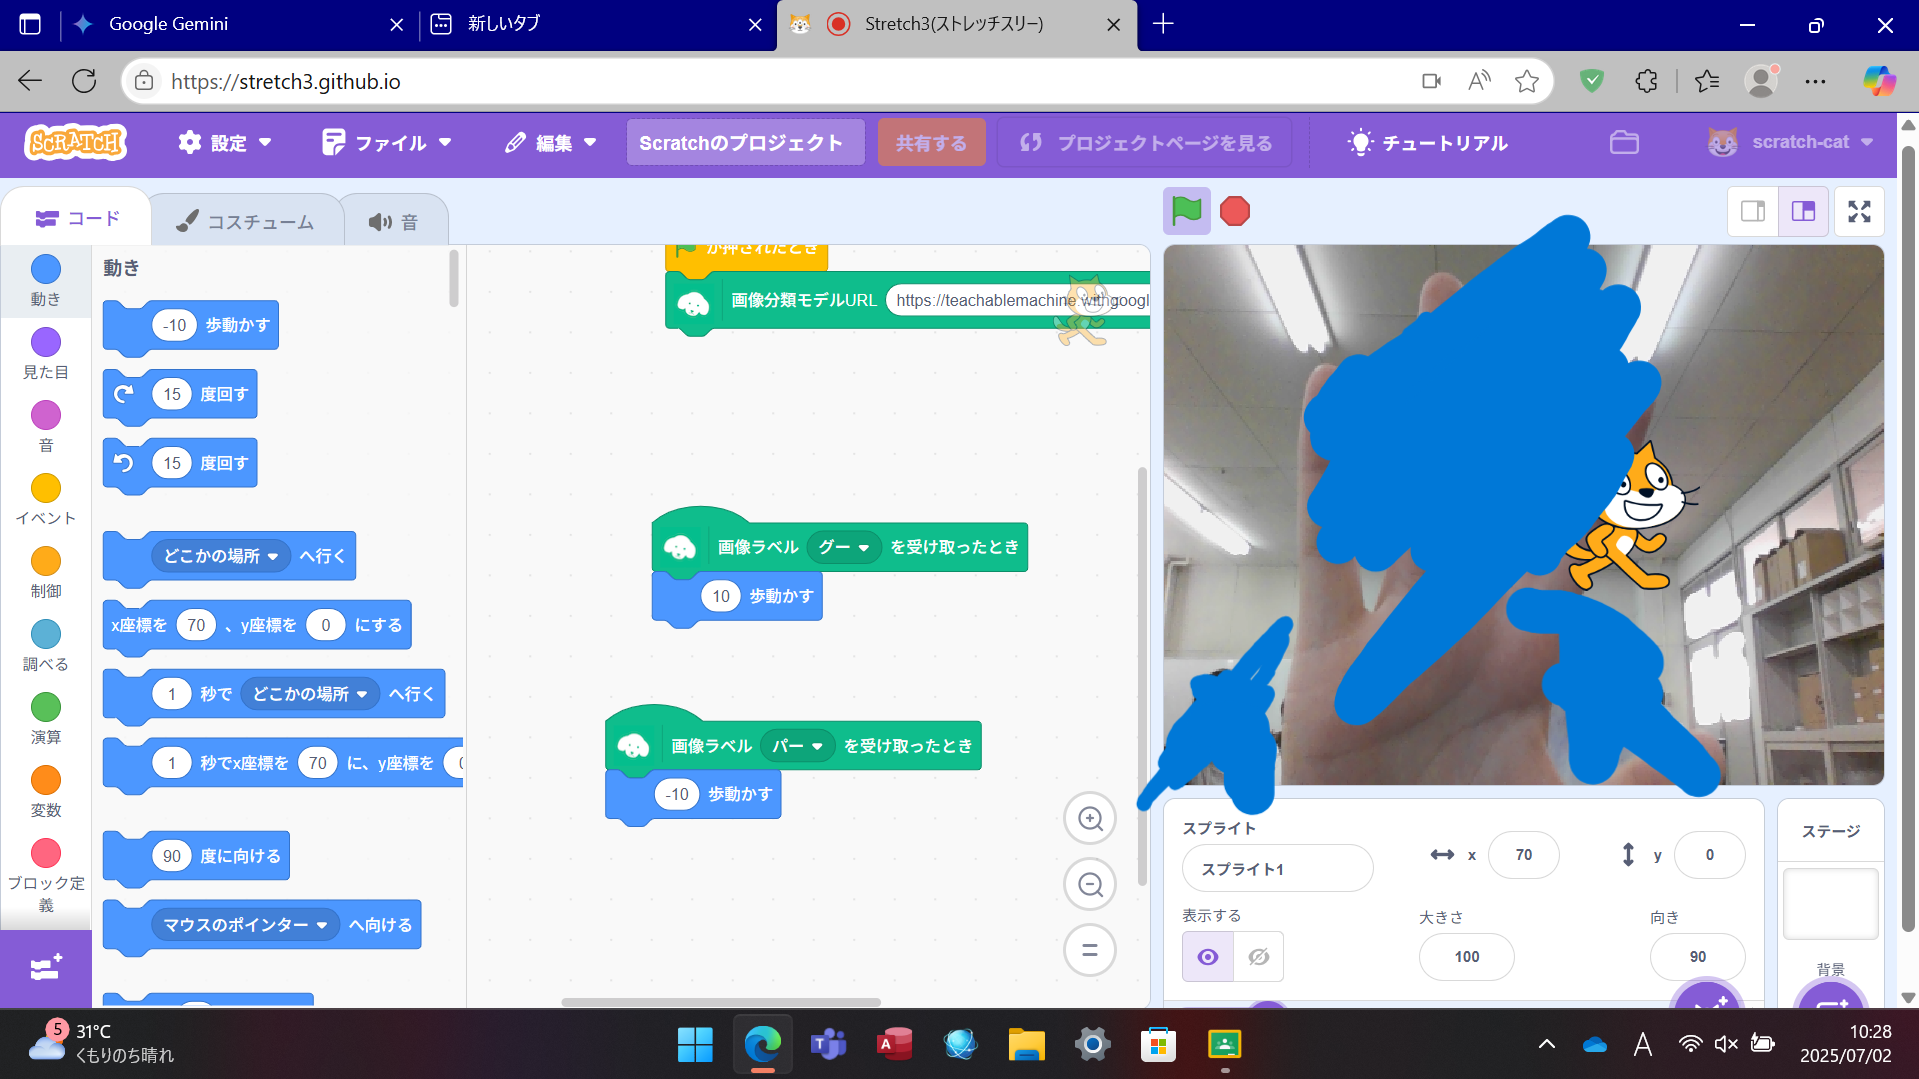 Google Gemini
新しいタブ
Stretch3(ストレッチスリー)
https://stretch3.github.io
SCRATCH
設定
ファイル
編集
Scratchのプロジェクト
共有する
プロジェクトページを見る
チュートリアル
scratch-cat
コード
コスチューム
音
動き
見た目
音
イベント
制御
調べる
演算
変数
ブロック定
義
動き
-10 歩動かす
15 度回す
15 度回す
どこかの場所 へ行く
x座標を 70 、y座標を 0 にする
1 秒で どこかの場所 へ行く
1 秒でx座標を 70 に、y座標を
90 度に向ける
マウスのポインター へ向ける
が押されたとき
画像分類モデルURL https://teachablemachine.withgoogl
画像ラベル グー を受け取ったとき
10 歩動かす
画像ラベル パー を受け取ったとき
-10 歩動かす
スプライト
スプライト1
x 70
y 0
表示する
大きさ
100
向き
90
ステージ
背景
5
31°C
くもりのち晴れ
A
10:28
2025/07/02